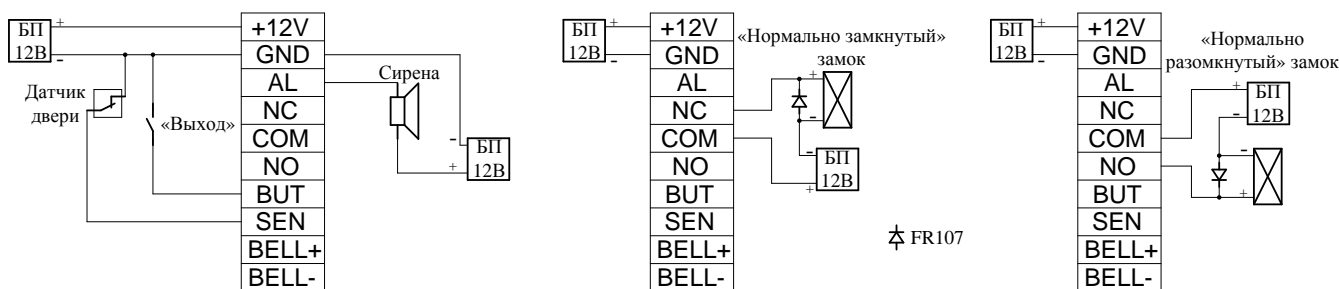 БП
12В
+
-
Датчик
двери
«Выход»
+12V
GND
AL
NC
COM
NO
BUT
SEN
BELL+
BELL-
Сирена
-
+
БП
12В
БП
12В
+
-
+12V
GND
AL
NC
COM
NO
BUT
SEN
BELL+
BELL-
«Нормально замкнутый»
замок
+
-
-
+
БП
12В
FR107
БП
12В
+
-
+12V
GND
AL
NC
COM
NO
BUT
SEN
BELL+
BELL-
«Нормально
разомкнутый» замок
+
-
БП
12В
-
+